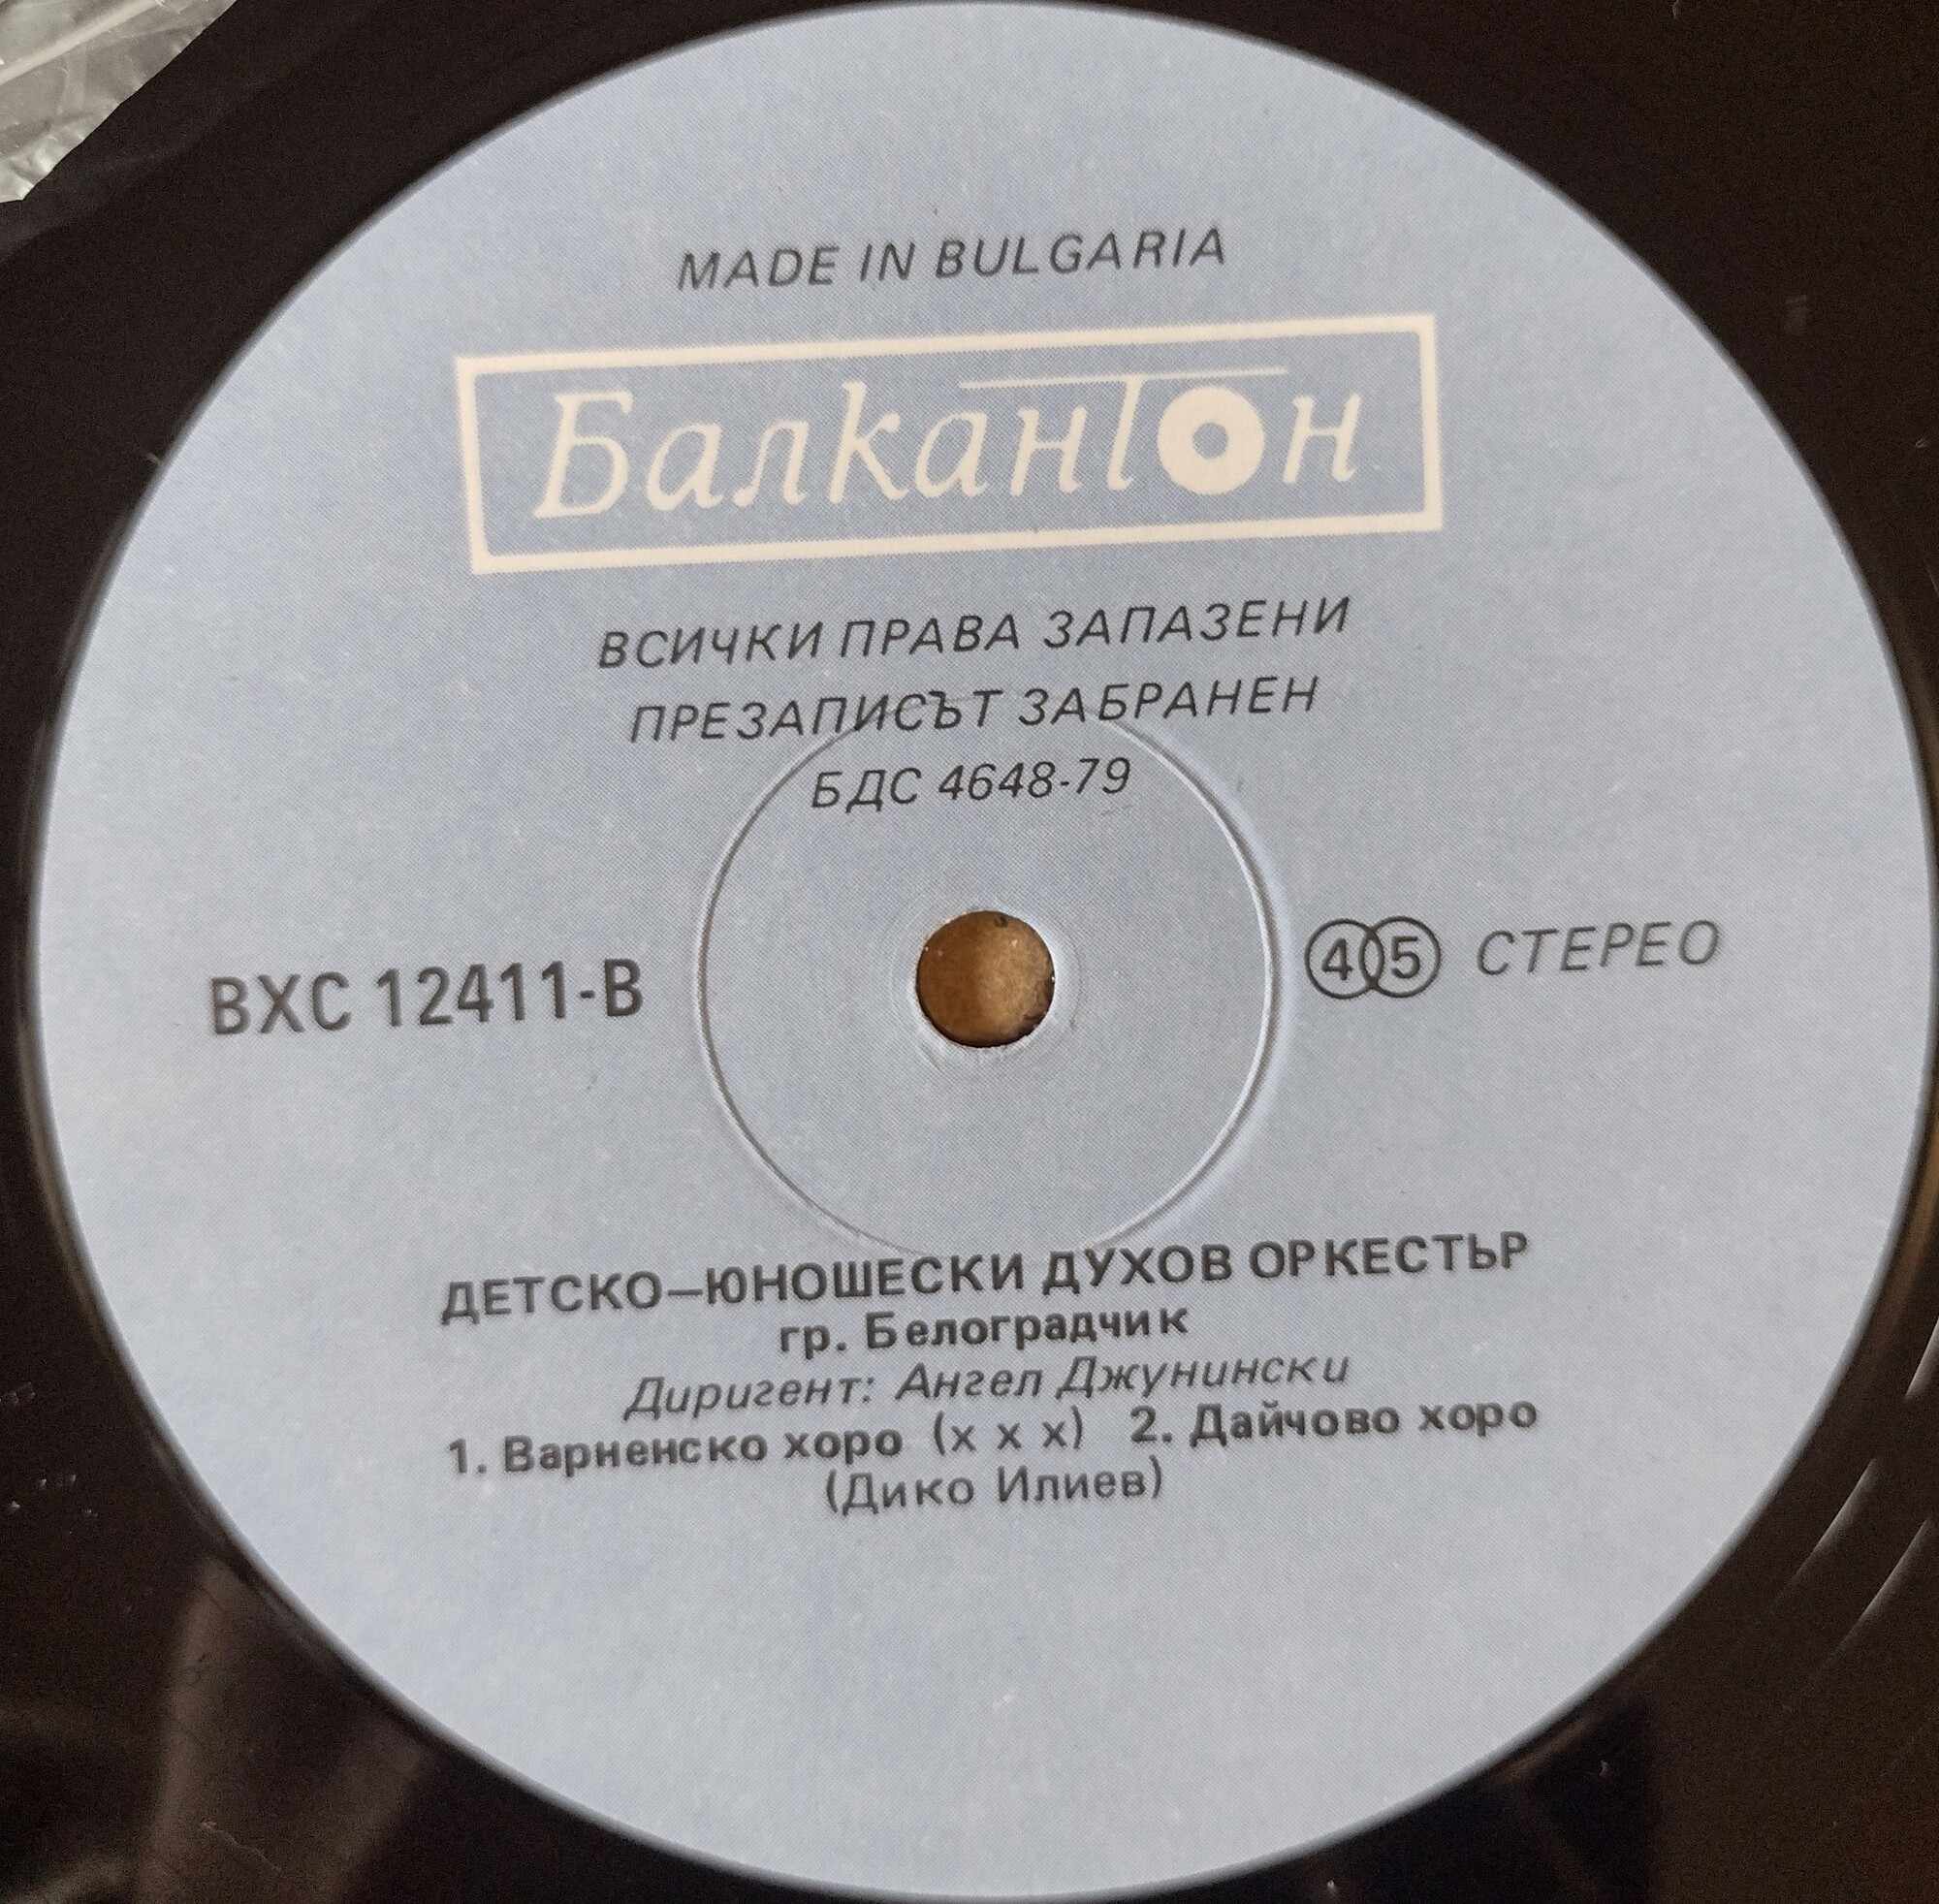 MADE IN BULGARIA
Балкантон
ВСИЧКИ ПРАВА ЗАПАЗЕНИ
ПРЕЗАПИСЪТ ЗАБРАНЕН
БДС 4648-79
ВХС 12411-В
45 СТЕРЕО
ДЕТСКО—ЮНОШЕСКИ ДУХОВ ОРКЕСТЬР
гр. Белоградчик
Диригент: Ангел Джунински
1. Варненско хоро (х х х) 2. Дайчово хоро
(Дико Илиев)